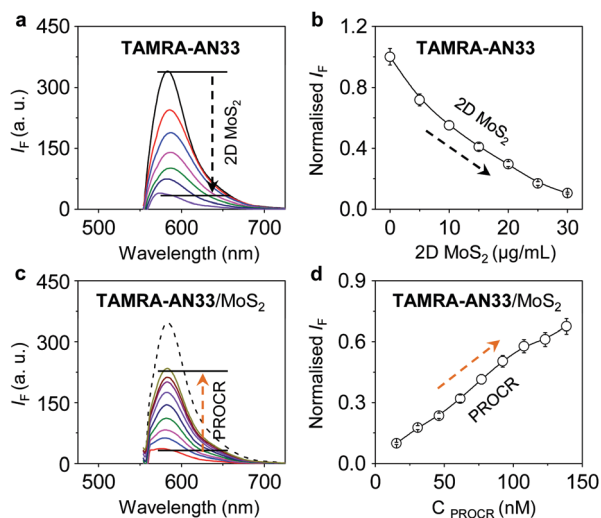 a
TAMRA-AN33
450
300
150
0
500
600
700
I_F (a. u.)
Wavelength (nm)
2D MoS₂
b
TAMRA-AN33
1.2
0.8
0.4
0.0
0
10
20
30
Normalised I_F
2D MoS₂ (µg/mL)
2D MoS₂
c
TAMRA-AN33/MoS₂
450
300
150
0
500
600
700
I_F (a. u.)
Wavelength (nm)
PROCR
d
TAMRA-AN33/MoS₂
0.9
0.6
0.3
0.0
0
50
100
150
Normalised I_F
C PROCR (nM)
PROCR